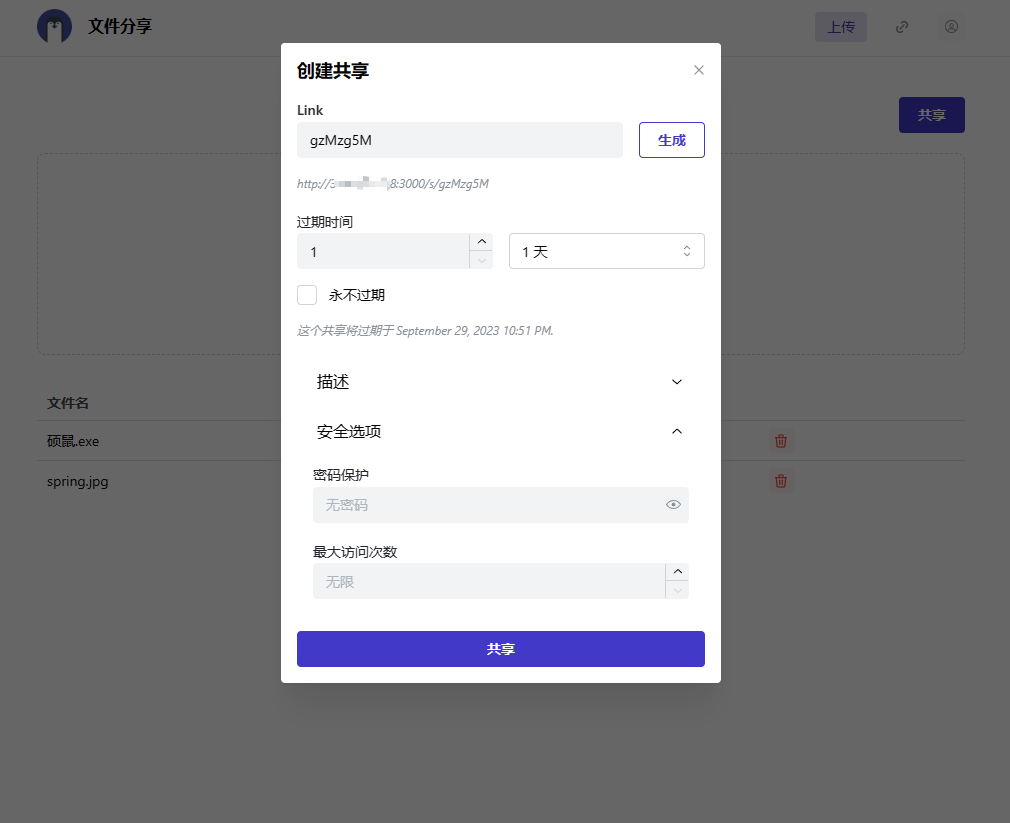 文件分享
上传
创建共享
Link
gzMzg5M
生成
共享
http://3 8:3000/s/gzMzg5M
过期时间
1
1 天
永不过期
这个共享将过期于 September 29, 2023 10:51 PM.
描述
文件名
安全选项
硕鼠.exe
密码保护
spring.jpg
无密码
最大访问次数
无限
共享